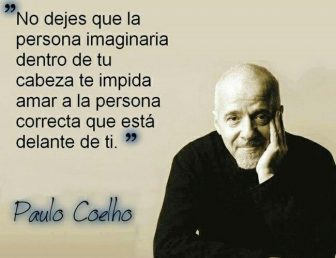 "No dejes que la
persona imaginaria
dentro de tu
cabeza te impida
amar a la persona
correcta que está
delante de ti."
Paulo Coelho